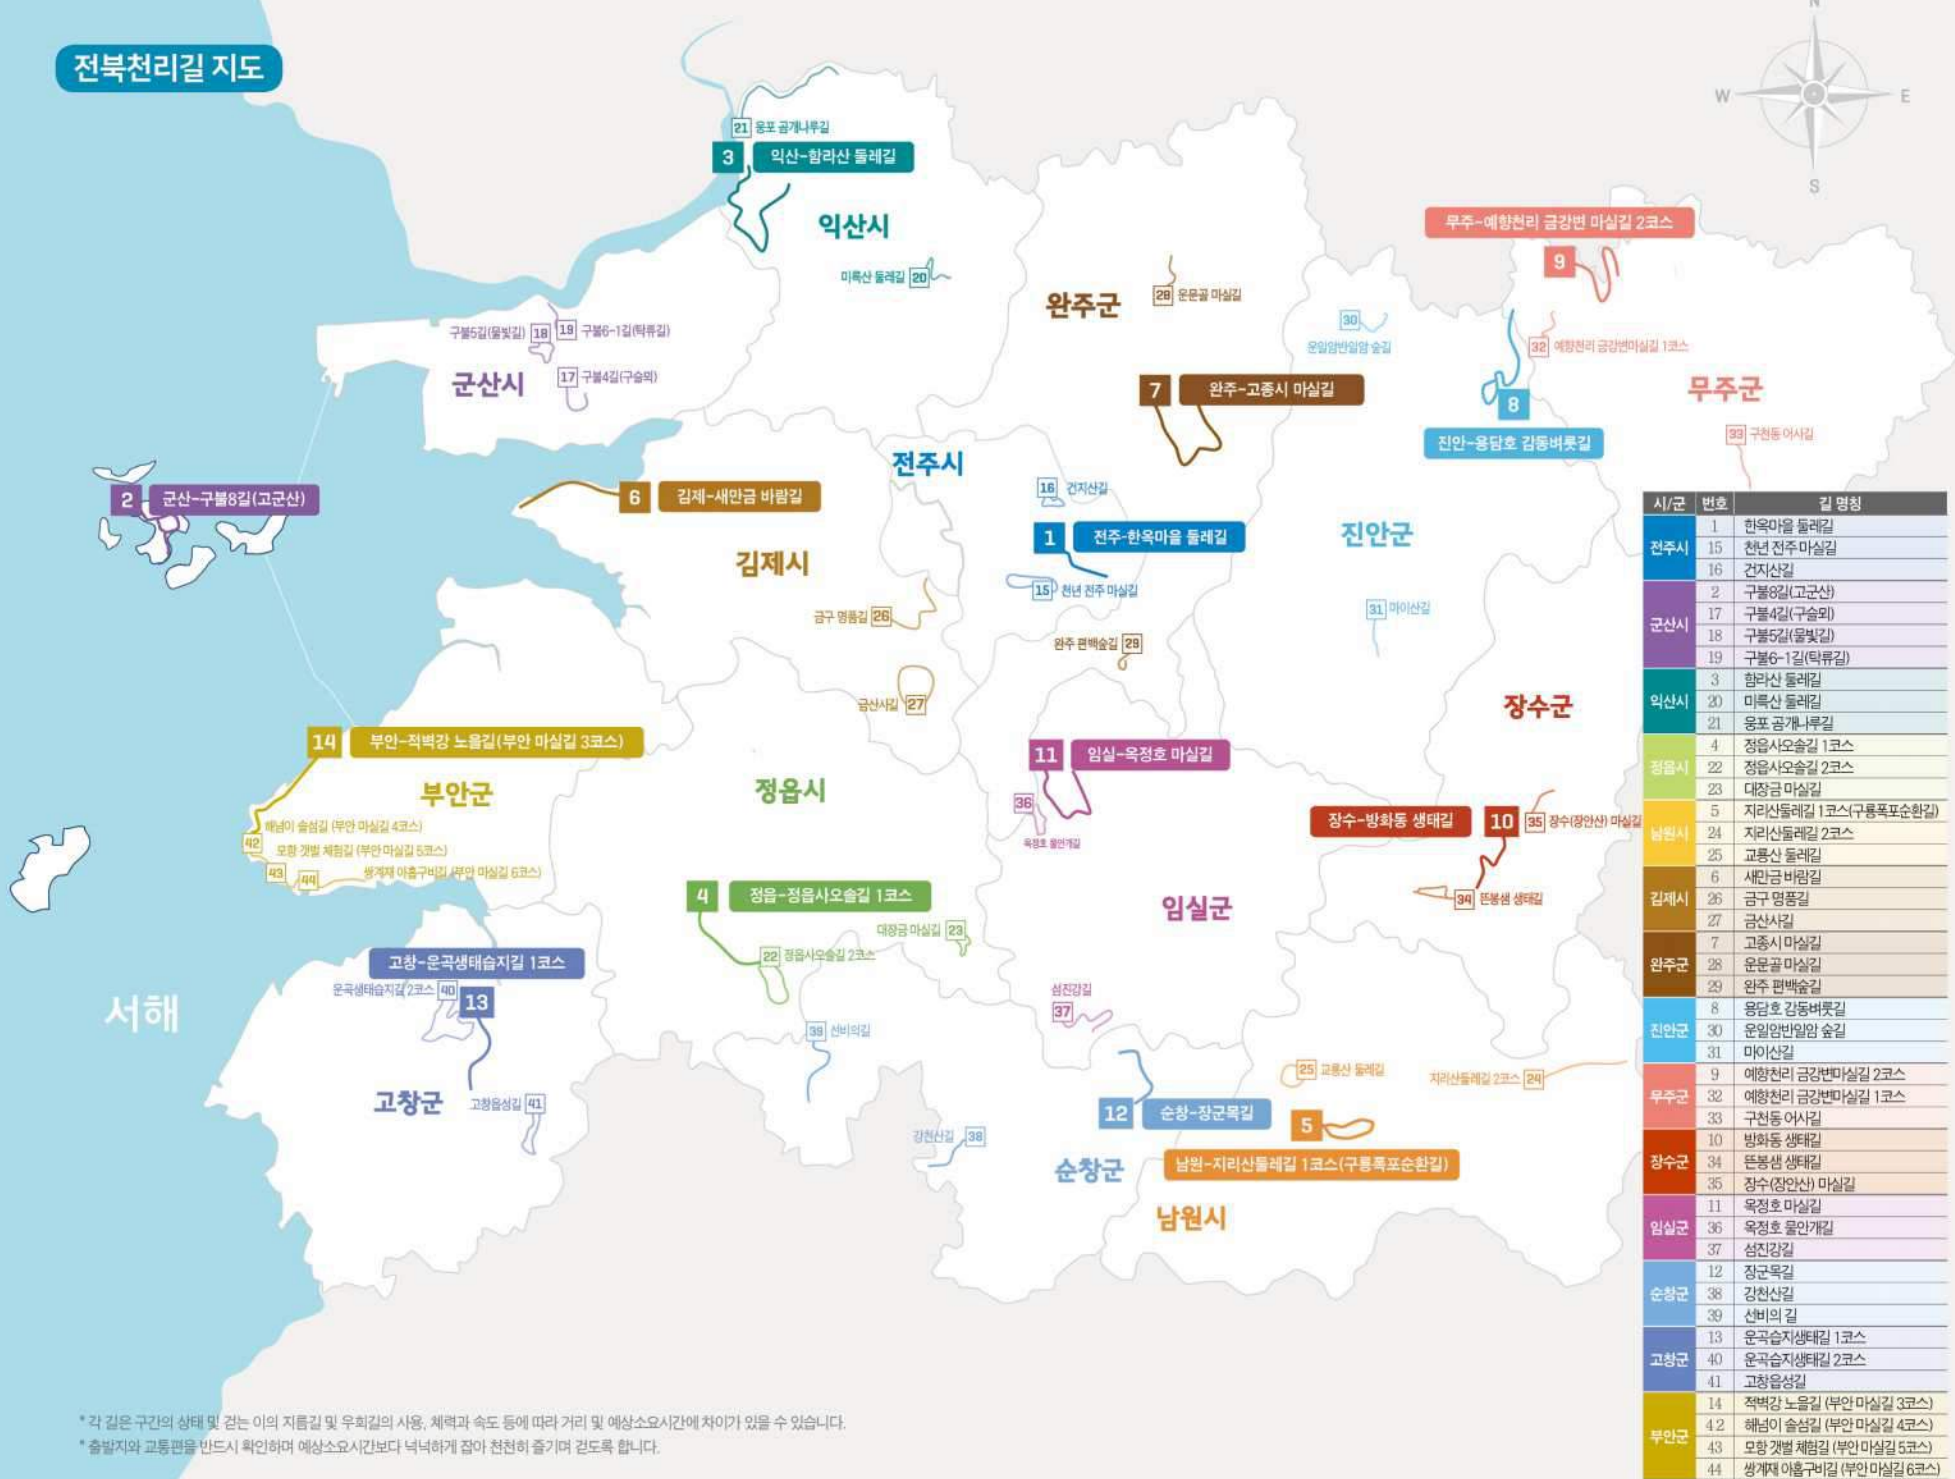 전북천리길 지도
N
W
E
S
21 웅포 곰개나루길
3 익산-함라산 둘레길
익산시
미륵산 둘레길 20
무주-예향천리 금강변 마실길 2코스
9
완주군
28 운문골 마실길
30
운일암반일암 숲길
32 예향천리 금강변마실길 1코스
구불5길(물빛길) 18
19 구불6-1길(탁류길)
17 구불4길(구슬뫼)
군산시
7 완주-고종시 마실길
8
진안-용담호 감동벼룻길
무주군
33 구천동 어사길
전주시
2 군산-구불8길(고군산)
6 김제-새만금 바람길
16 건지산길
1 전주-한옥마을 둘레길
진안군
김제시
15 천년 전주 마실길
금구 명품길 26
31 마이산길
완주 편백숲길 29
금산사길 27
장수군
14 부안-적벽강 노을길(부안 마실길 3코스)
11 임실-옥정호 마실길
부안군
정읍시
36
옥정호 물안개길
장수-방화동 생태길 10
35 장수(장안산) 마실길
해넘이 솔섬길 (부안 마실길 4코스)
42
모항 갯벌 체험길 (부안 마실길 5코스)
43
44
쌍계재 아홉구비길 (부안 마실길 6코스)
4 정읍-정읍사오솔길 1코스
34 뜬봉샘 생태길
임실군
대장금 마실길 23
22 정읍사오솔길 2코스
고창-운곡생태습지길 1코스
운곡생태습지길 2코스 40
13
서해
섬진강길
37
39 선비의길
25 교룡산 둘레길
지리산둘레길 2코스 24
고창군
고창읍성길 41
12 순창-장군목길
5
강천산길 38
순창군
남원-지리산둘레길 1코스(구룡폭포순환길)
남원시
시/군 번호 길 명칭
전주시
1 한옥마을 둘레길
15 천년 전주 마실길
16 건지산길
군산시
2 구불8길(고군산)
17 구불4길(구슬뫼)
18 구불5길(물빛길)
19 구불6-1길(탁류길)
익산시
3 함라산 둘레길
20 미륵산 둘레길
21 웅포 곰개나루길
정읍시
4 정읍사오솔길 1코스
22 정읍사오솔길 2코스
23 대장금 마실길
남원시
5 지리산둘레길 1코스(구룡폭포순환길)
24 지리산둘레길 2코스
25 교룡산 둘레길
김제시
6 새만금 바람길
26 금구 명품길
27 금산사길
완주군
7 고종시 마실길
28 운문골 마실길
29 완주 편백숲길
진안군
8 용담호 감동벼룻길
30 운일암반일암 숲길
31 마이산길
무주군
9 예향천리 금강변마실길 2코스
32 예향천리 금강변마실길 1코스
33 구천동 어사길
장수군
10 방화동 생태길
34 뜬봉샘 생태길
35 장수(장안산) 마실길
임실군
11 옥정호 마실길
36 옥정호 물안개길
37 섬진강길
순창군
12 장군목길
38 강천산길
39 선비의 길
고창군
13 운곡습지생태길 1코스
40 운곡습지생태길 2코스
41 고창읍성길
부안군
14 적벽강 노을길 (부안 마실길 3코스)
42 해넘이 솔섬길 (부안 마실길 4코스)
43 모항 갯벌 체험길 (부안 마실길 5코스)
44 쌍계재 아홉구비길 (부안 마실길 6코스)
* 각 길은 구간의 상태 및 걷는 이의 지름길 및 우회길의 사용, 체력과 속도 등에 따라 거리 및 예상소요시간에 차이가 있을 수 있습니다.
* 출발지와 교통편을 반드시 확인하며 예상소요시간보다 넉넉하게 잡아 천천히 즐기며 걷도록 합니다.